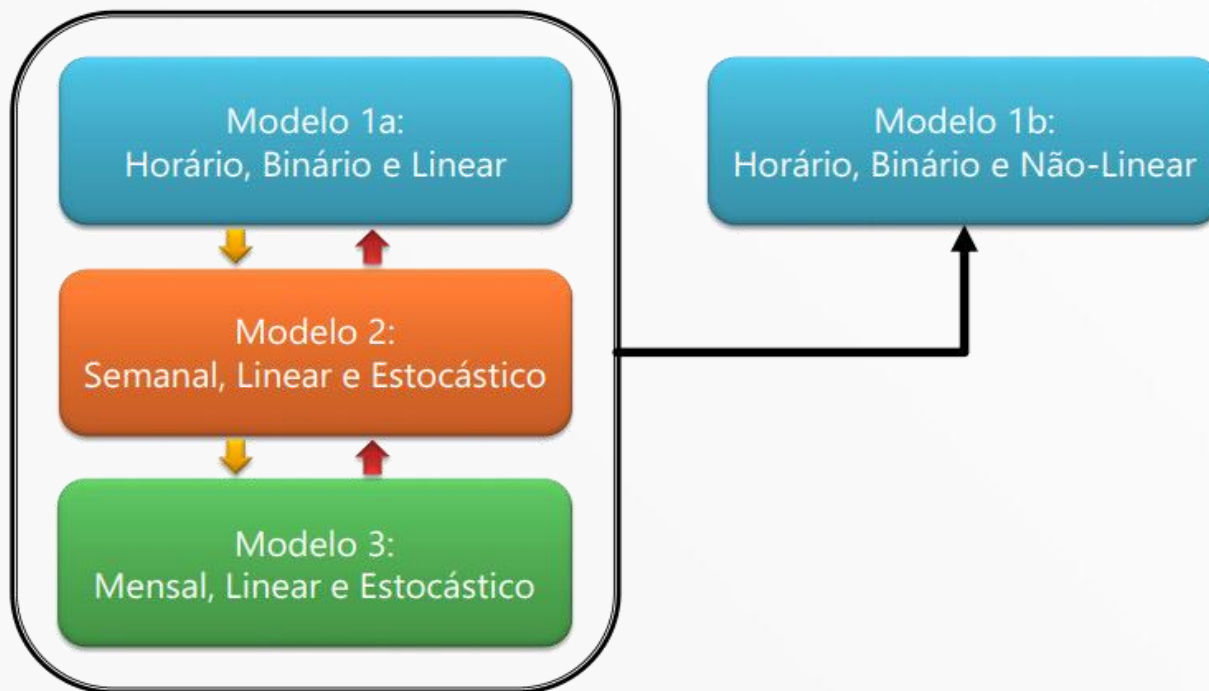 Modelo 1a:
Horário, Binário e Linear
Modelo 2:
Semanal, Linear e Estocástico
Modelo 3:
Mensal, Linear e Estocástico
Modelo 1b:
Horário, Binário e Não-Linear